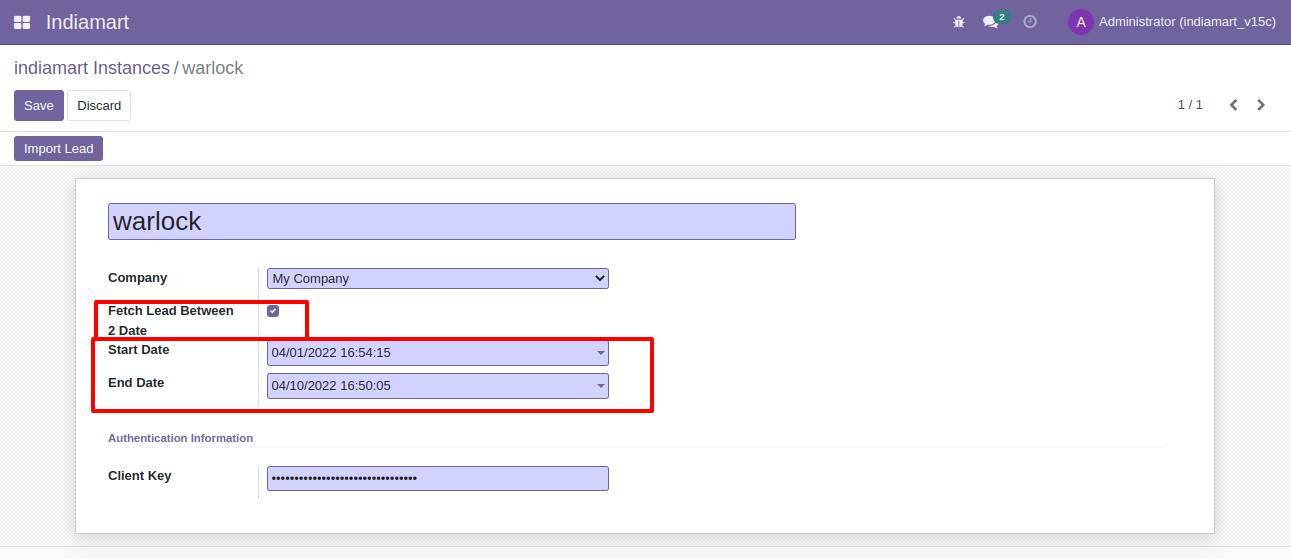 Indiamart
2
A
Administrator (indiamart_v15c)
indiamart Instances / warlock
Save
Discard
1 / 1
Import Lead
warlock
Company
My Company
Fetch Lead Between
2 Date
Start Date
04/01/2022 16:54:15
End Date
04/10/2022 16:50:05
Authentication Information
Client Key